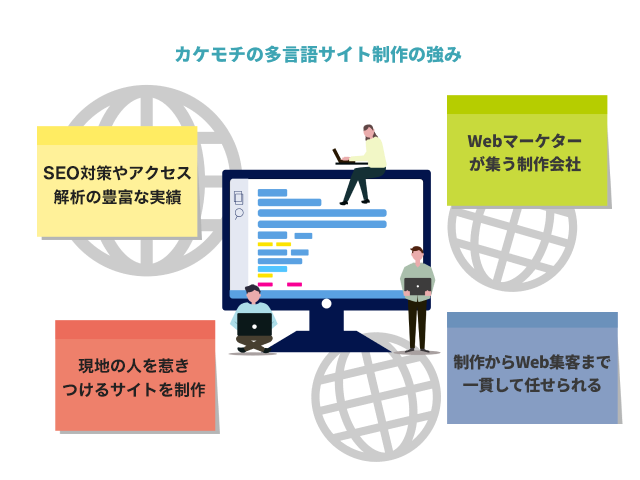 カケモチの多言語サイト制作の強み
SEO対策やアクセス
解析の豊富な実績
Webマーケター
が集う制作会社
現地の人を惹き
つけるサイトを制作
制作からWeb集客まで
一貫して任せられる